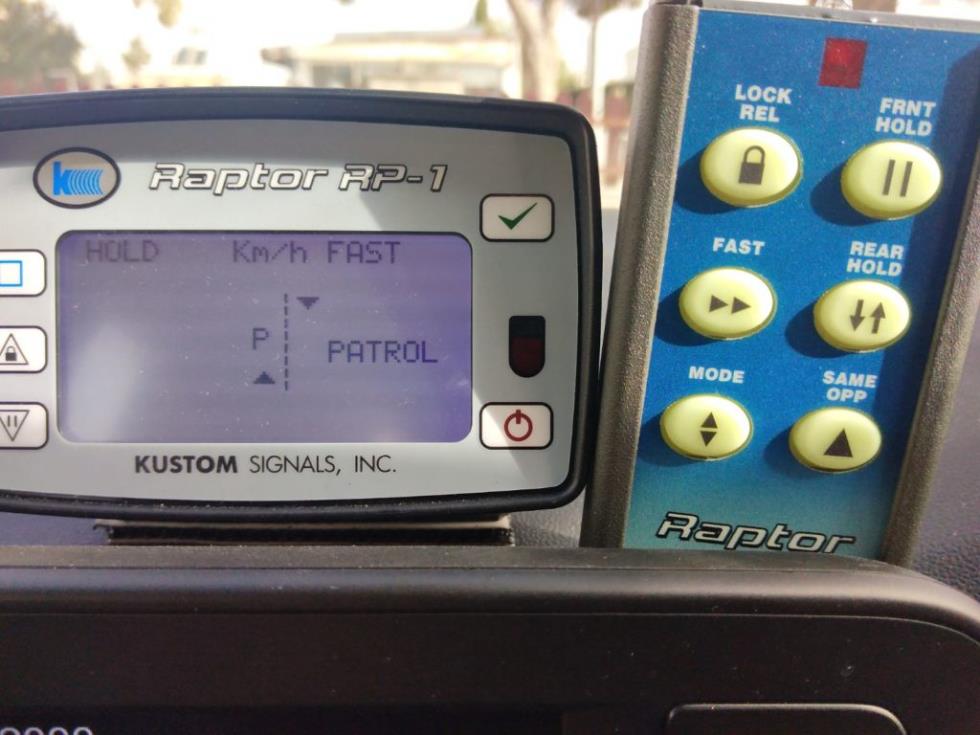 Raptor RP-1
HOLD Km/h FAST
P
PATROL
KUSTOM SIGNALS, INC.
LOCK
REL
FRNT
HOLD
FAST
REAR
HOLD
MODE
SAME
OPP
Raptor